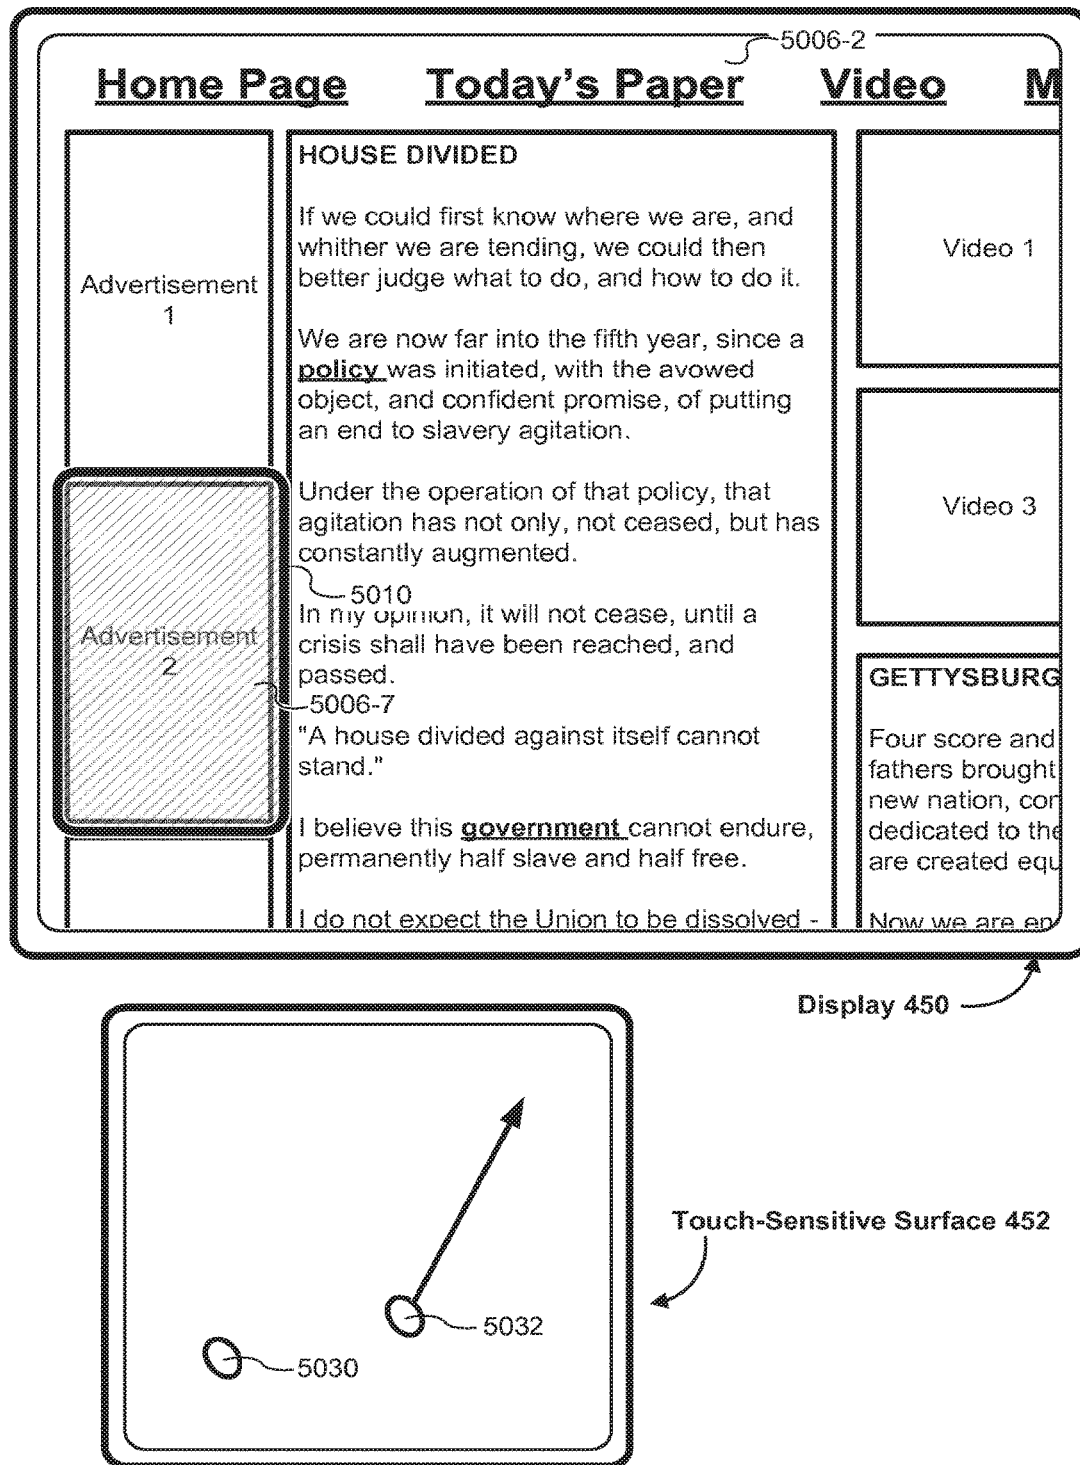 5006-2
Home Page Today's Paper Video M
Advertisement
1
HOUSE DIVIDED
If we could first know where we are, and
whither we are tending, we could then
better judge what to do, and how to do it.
We are now far into the fifth year, since a
policy was initiated, with the avowed
object, and confident promise, of putting
an end to slavery agitation.
Under the operation of that policy, that
agitation has not only, not ceased, but has
constantly augmented.
5010
In my opinion, it will not cease, until a
crisis shall have been reached, and
passed.
Advertisement
2
5006-7
"A house divided against itself cannot
stand."
I believe this government cannot endure,
permanently half slave and half free.
I do not expect the Union to be dissolved -
Video 1
Video 3
GETTYSBURG
Four score and
fathers brought
new nation, con
dedicated to the
are created equ
Now we are en
Display 450
Touch-Sensitive Surface 452
5032
5030